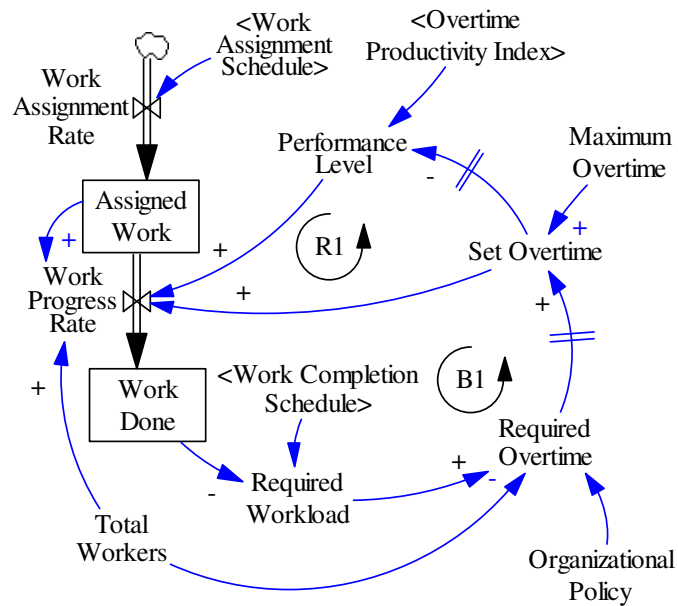 <Work
Assignment
Schedule>
<Overtime
Productivity Index>
Work
Assignment
Rate
Performance
Level
Maximum
Overtime
-
+
Assigned
Work
+
+
R1
Set Overtime
Work
Progress
Rate
+
+
<Work Completion
Schedule>
B1
+
Work
Done
Required
Overtime
+
-
-
Required
Workload
Total
Workers
Organizational
Policy